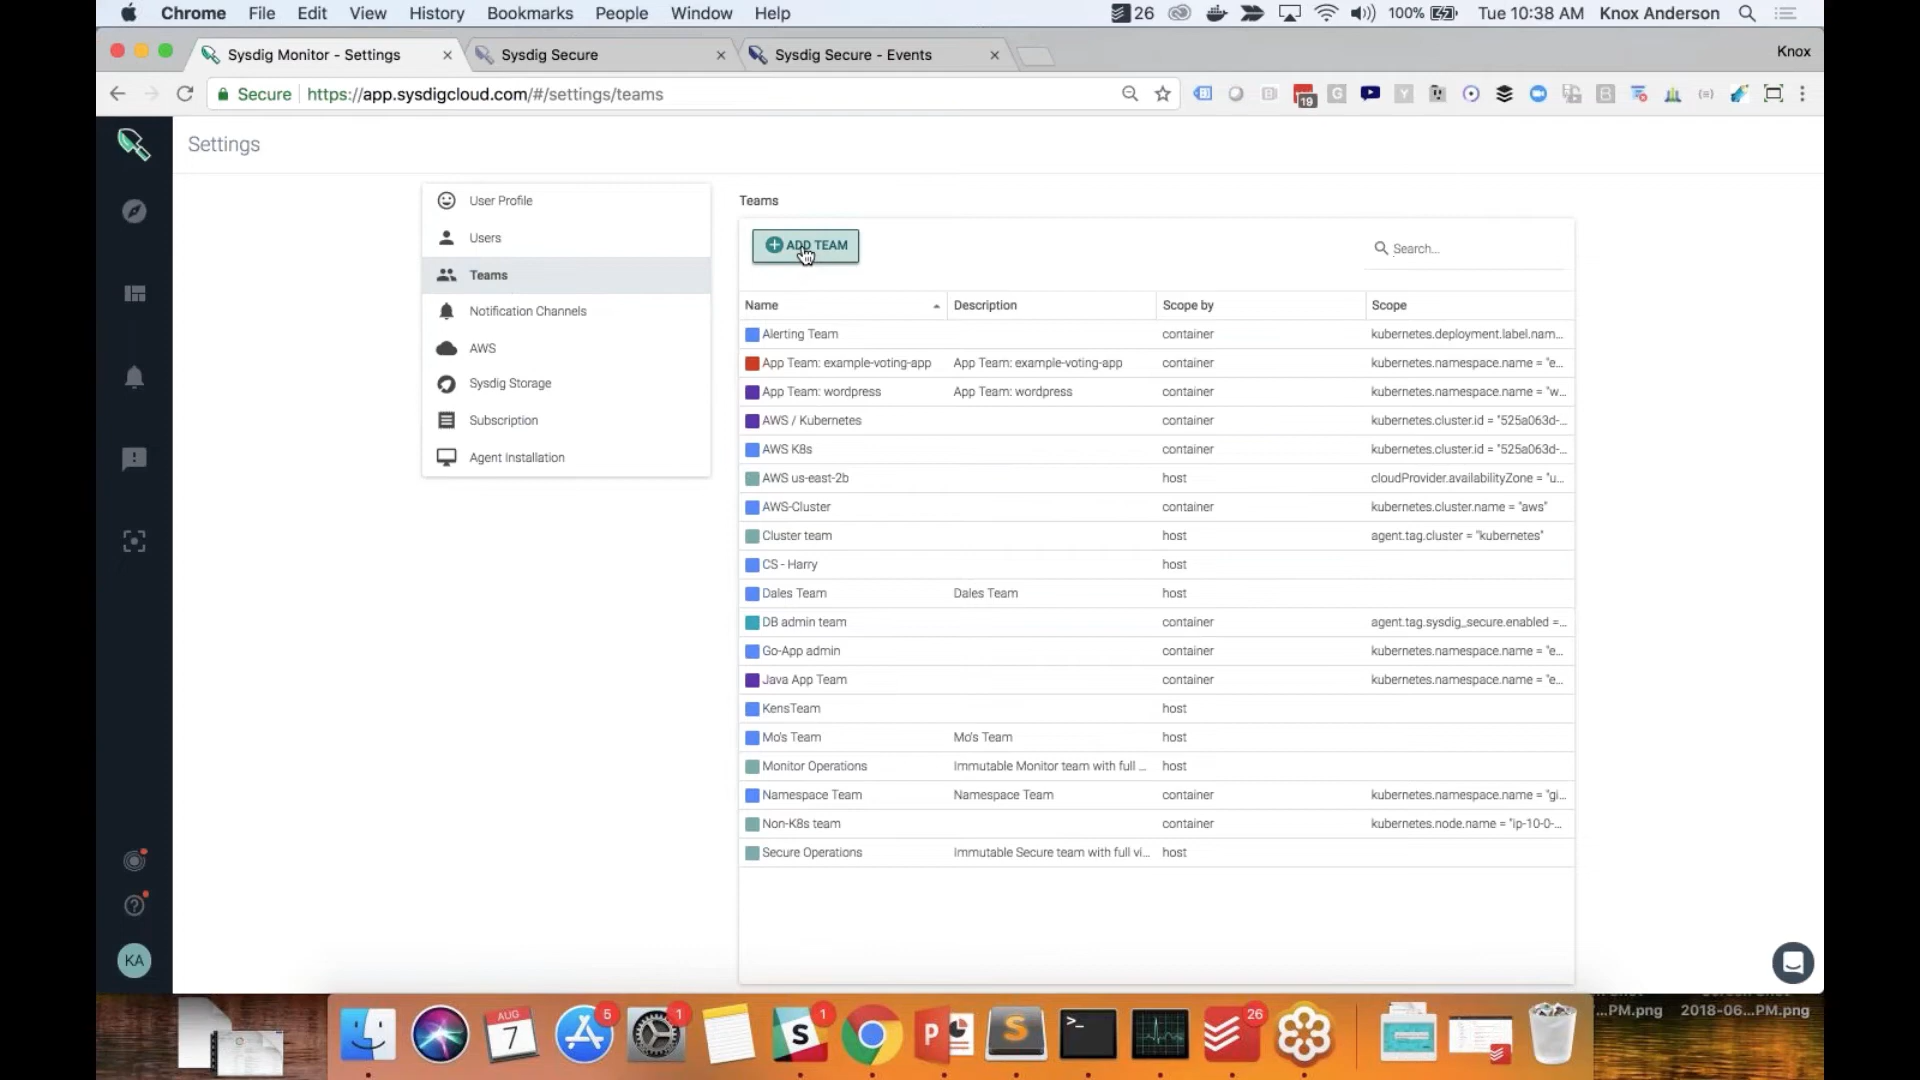 Chrome File Edit View History Bookmarks People Window Help 26 100% Tue 10:38 AM Knox Anderson
Sysdig Monitor - Settings Sysdig Secure Sysdig Secure - Events Knox
Secure https://app.sysdigcloud.com/#/settings/teams 19
Settings
User Profile
Users
Teams
Notification Channels
AWS
Sysdig Storage
Subscription
Agent Installation
Teams
ADD TEAM Search...
Name Description Scope by Scope
Alerting Team container kubernetes.deployment.label.nam...
App Team: example-voting-app App Team: example-voting-app container kubernetes.namespace.name = "e...
App Team: wordpress App Team: wordpress container kubernetes.namespace.name = "w...
AWS / Kubernetes container kubernetes.cluster.id = "525a063d-...
AWS K8s container kubernetes.cluster.id = "525a063d-...
AWS us-east-2b host cloudProvider.availabilityZone = "u...
AWS-Cluster container kubernetes.cluster.name = "aws"
Cluster team host agent.tag.cluster = "kubernetes"
CS - Harry host
Dales Team Dales Team host
DB admin team container agent.tag.sysdig_secure.enabled =...
Go-App admin container kubernetes.namespace.name = "e...
Java App Team container kubernetes.namespace.name = "e...
KensTeam host
Mo's Team Mo's Team host
Monitor Operations Immutable Monitor team with full ... host
Namespace Team Namespace Team container kubernetes.namespace.name = "gi...
Non-K8s team container kubernetes.node.name = "ip-10-0-...
Secure Operations Immutable Secure team with full vi... host
KA
...PM.png 2018-06...PM.png
AUG 5 1 1 26
7